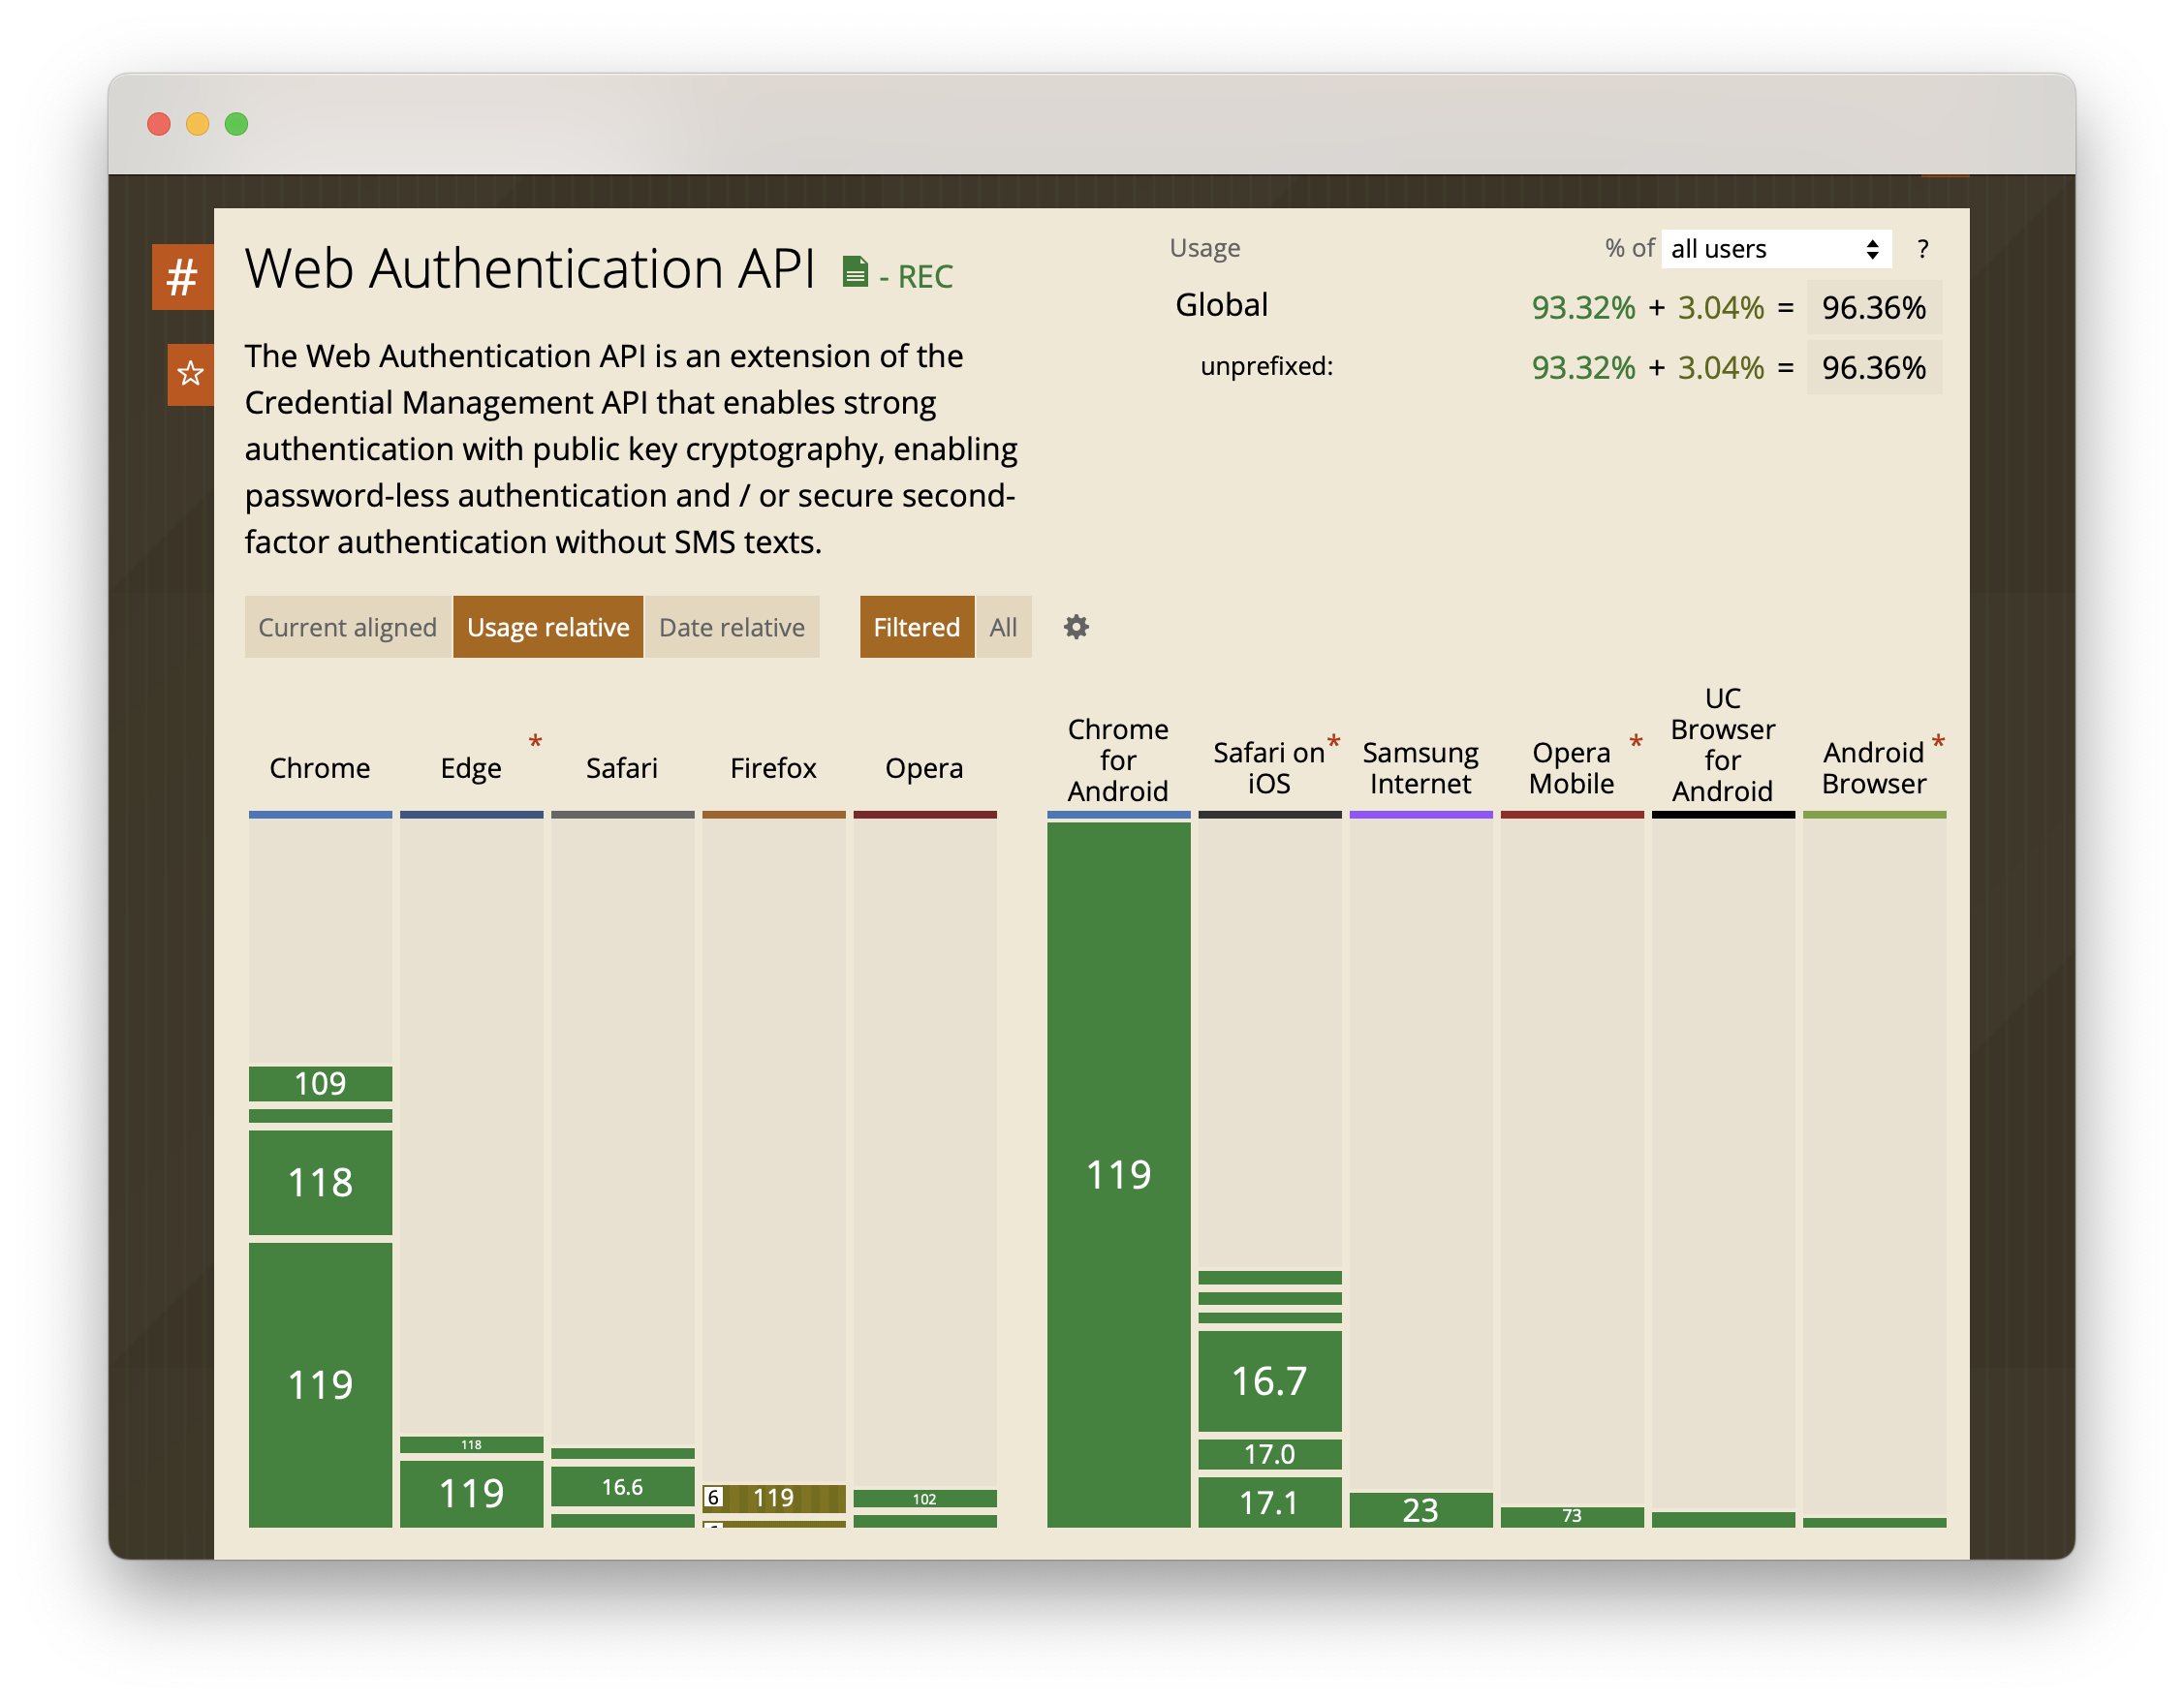 #
Web Authentication API - REC
The Web Authentication API is an extension of the
Credential Management API that enables strong
authentication with public key cryptography, enabling
password-less authentication and / or secure second-
factor authentication without SMS texts.
Usage % of all users ?
Global 93.32% + 3.04% = 96.36%
unprefixed: 93.32% + 3.04% = 96.36%
Current aligned Usage relative Date relative Filtered All
Chrome
Edge *
Safari
Firefox
Opera
Chrome
for
Android
Safari on *
iOS
Samsung
Internet
Opera *
Mobile
UC
Browser
for
Android
Android *
Browser
109
118
119
118
119
16.6
6 119
102
119
16.7
17.0
17.1
23
73